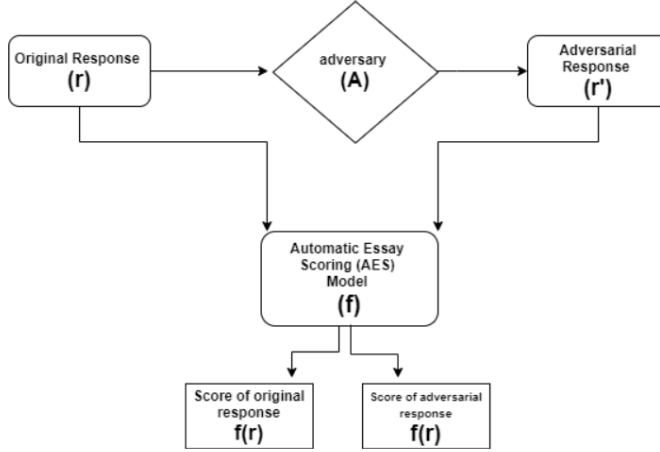 Original Response
(r)
adversary
(A)
Adversarial
Response
(r')
Automatic Essay
Scoring (AES)
Model
(f)
Score of original
response
f(r)
Score of adversarial
response
f(r)